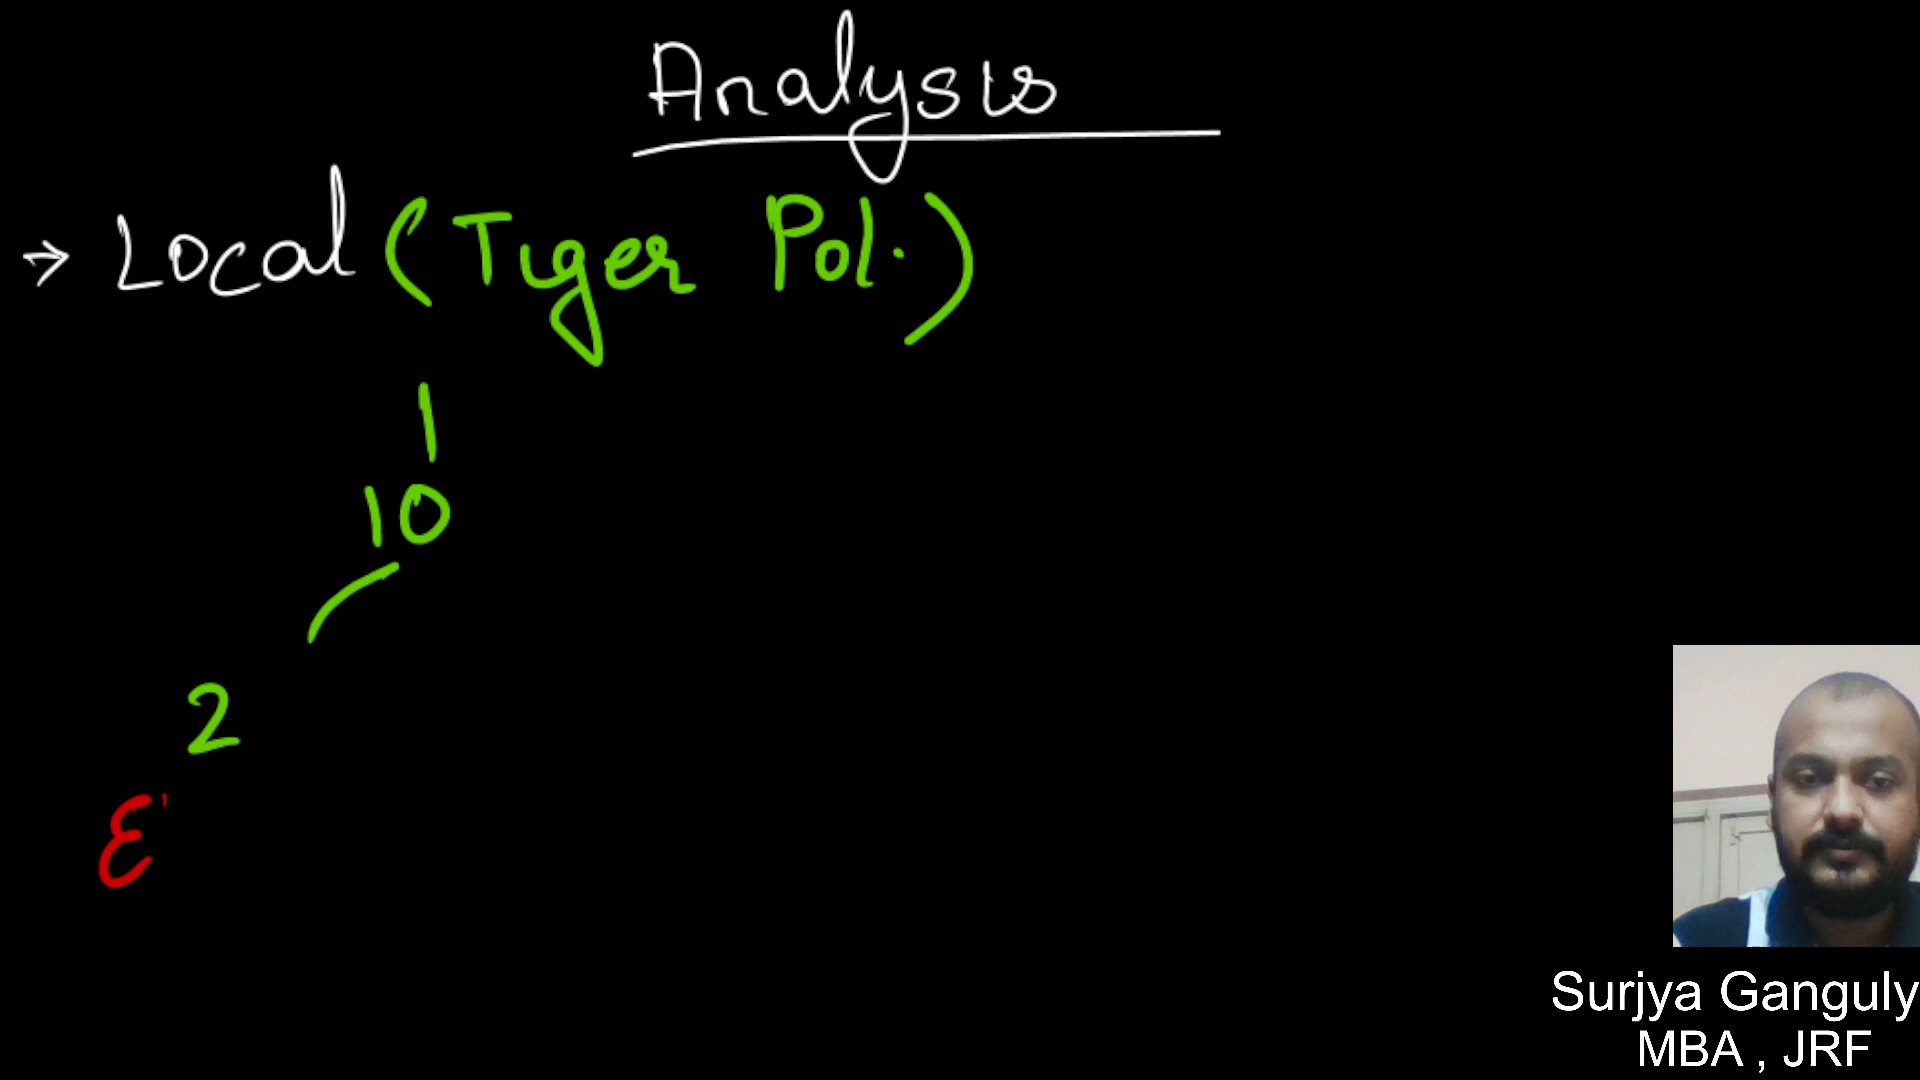 Analysis
→ Local (Tiger Pol.)
1
10
2
E'
Surjya Ganguly
MBA , JRF